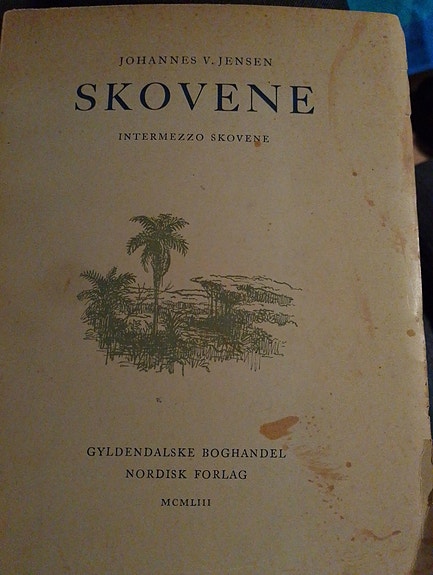 JOHANNES V. JENSEN
SKOVENE
INTERMEZZO SKOVENE
GYLDENDALSKE BOGHANDEL
NORDISK FORLAG
MCMLIII